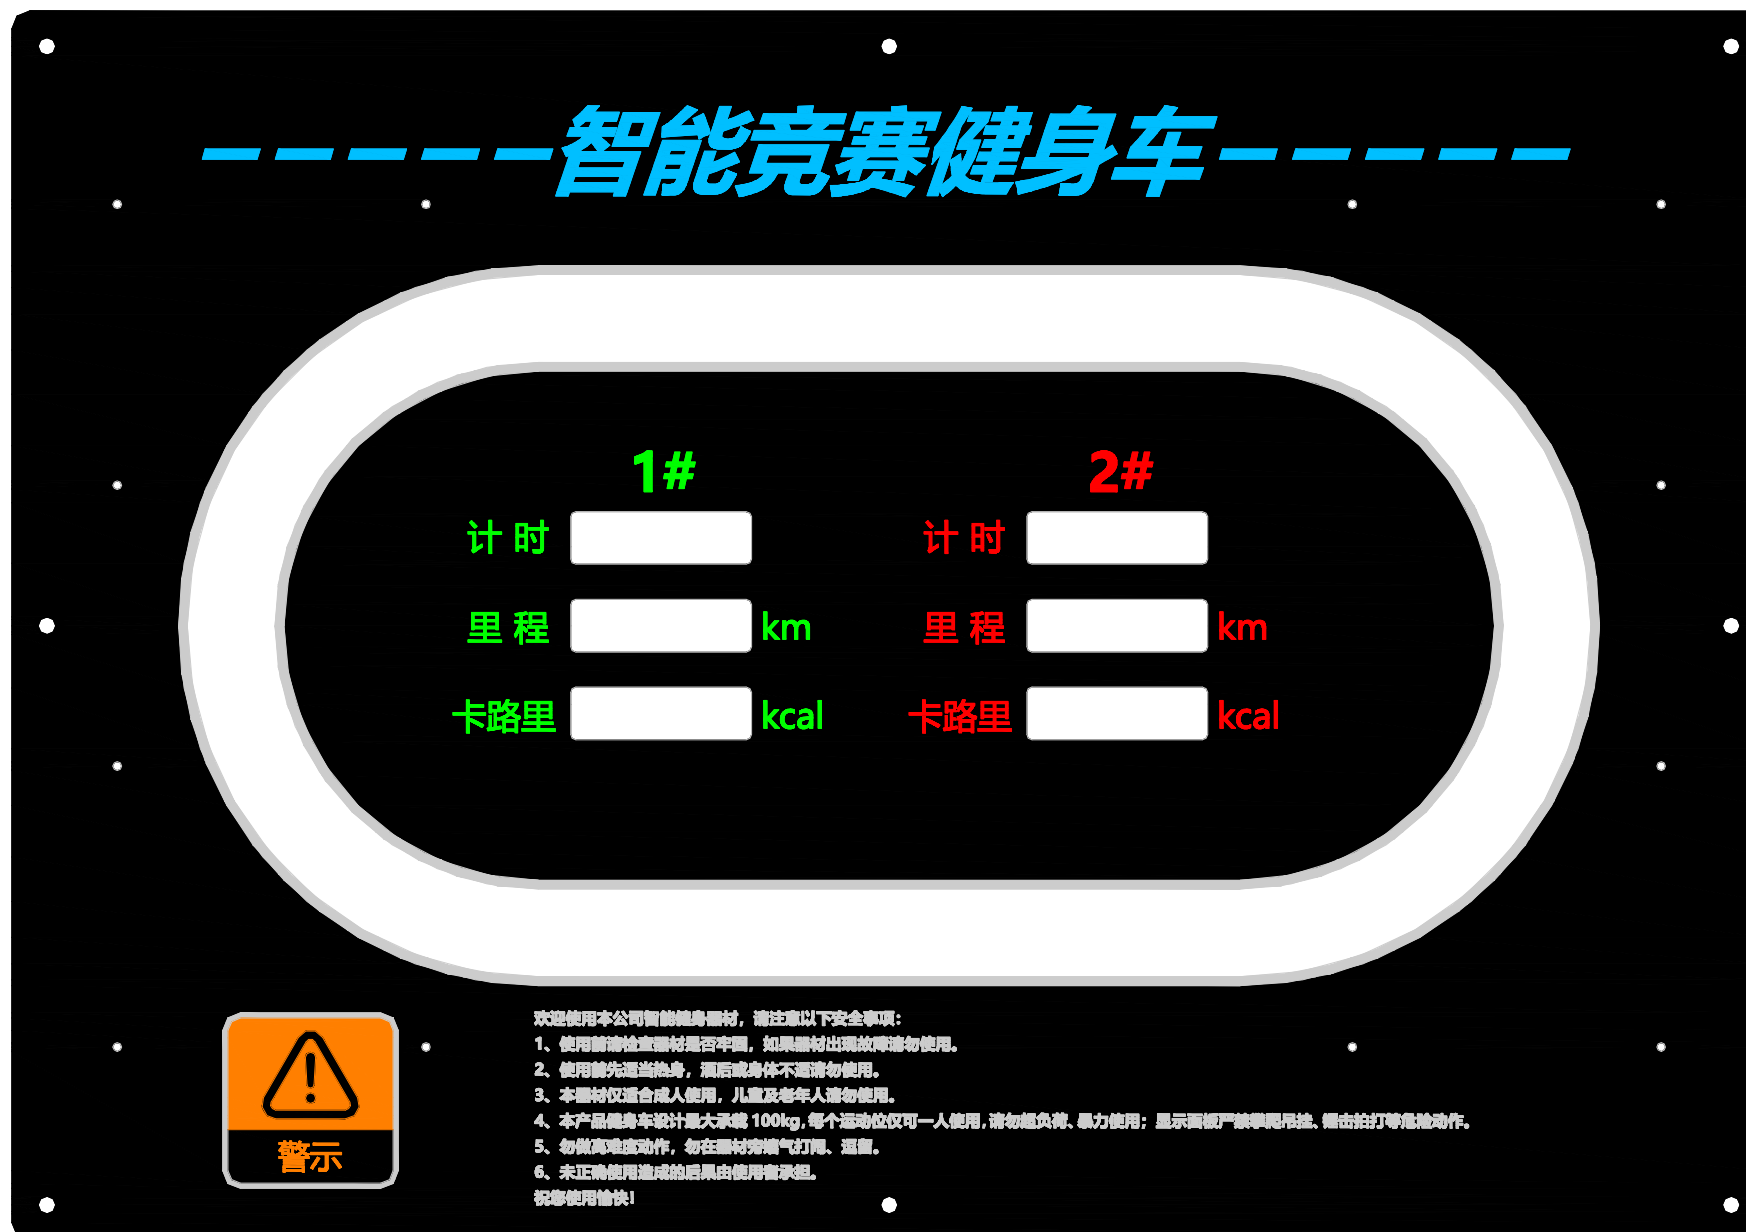 -----智能竞赛健身车-----
1# 2#
计 时 计 时
里 程 km 里 程 km
卡路里 kcal 卡路里 kcal
警示
欢迎使用本公司智能健身器材，请注意以下安全事项：
1、使用前请检查器材是否牢固，如果器材出现故障请勿使用。
2、使用前先适当热身，酒后或身体不适请勿使用。
3、本器材仅适合成人使用，儿童及老年人请勿使用。
4、本产品健身车设计最大承载100kg,每个运动位仅可一人使用,请勿超负荷、暴力使用；显示面板严禁攀爬吊挂、锤击拍打等危险动作。
5、勿做高难度动作，勿在器材旁嬉气打闹、逗留。
6、未正确使用造成的后果由使用者承担。
祝您使用愉快！